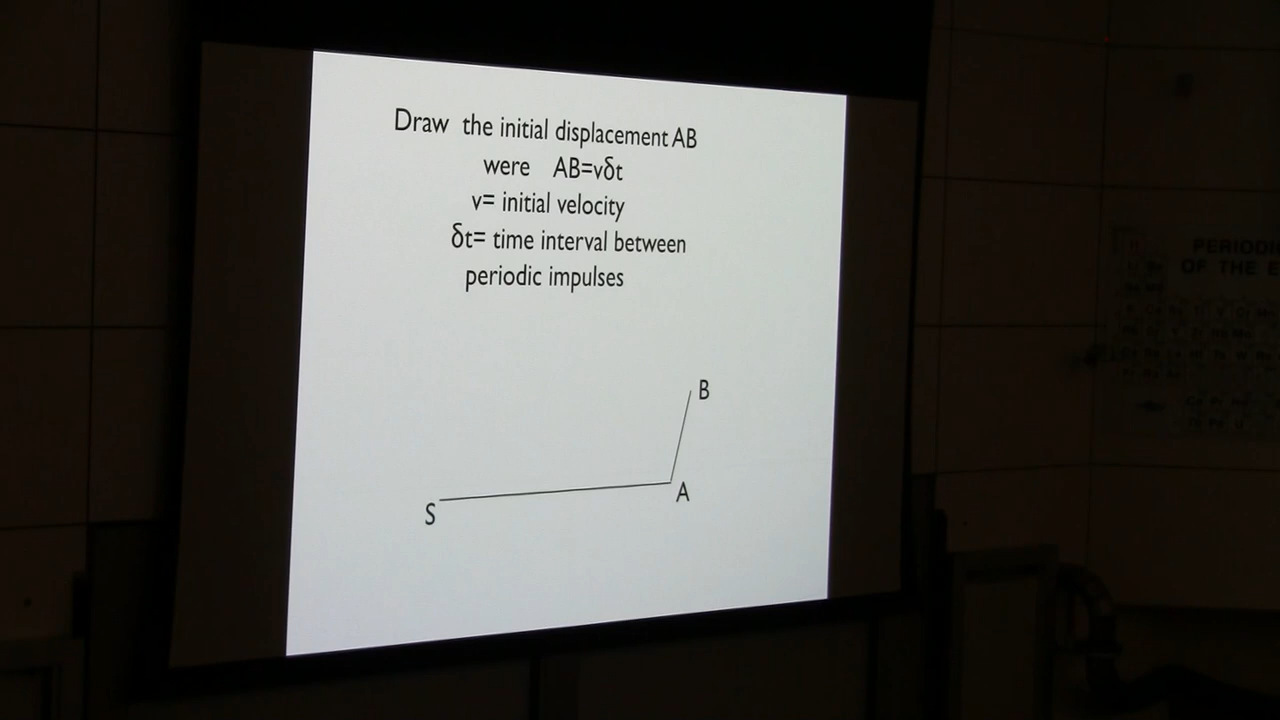 Draw the initial displacement AB
were AB=vδt
v= initial velocity
δt= time interval between
periodic impulses
B
S
A
PERIODI
OF THE E